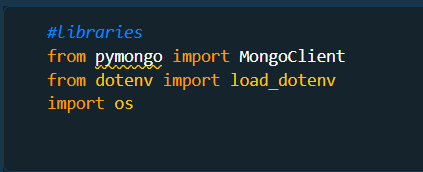 #libraries
from pymongo import MongoClient
from dotenv import load_dotenv
import os